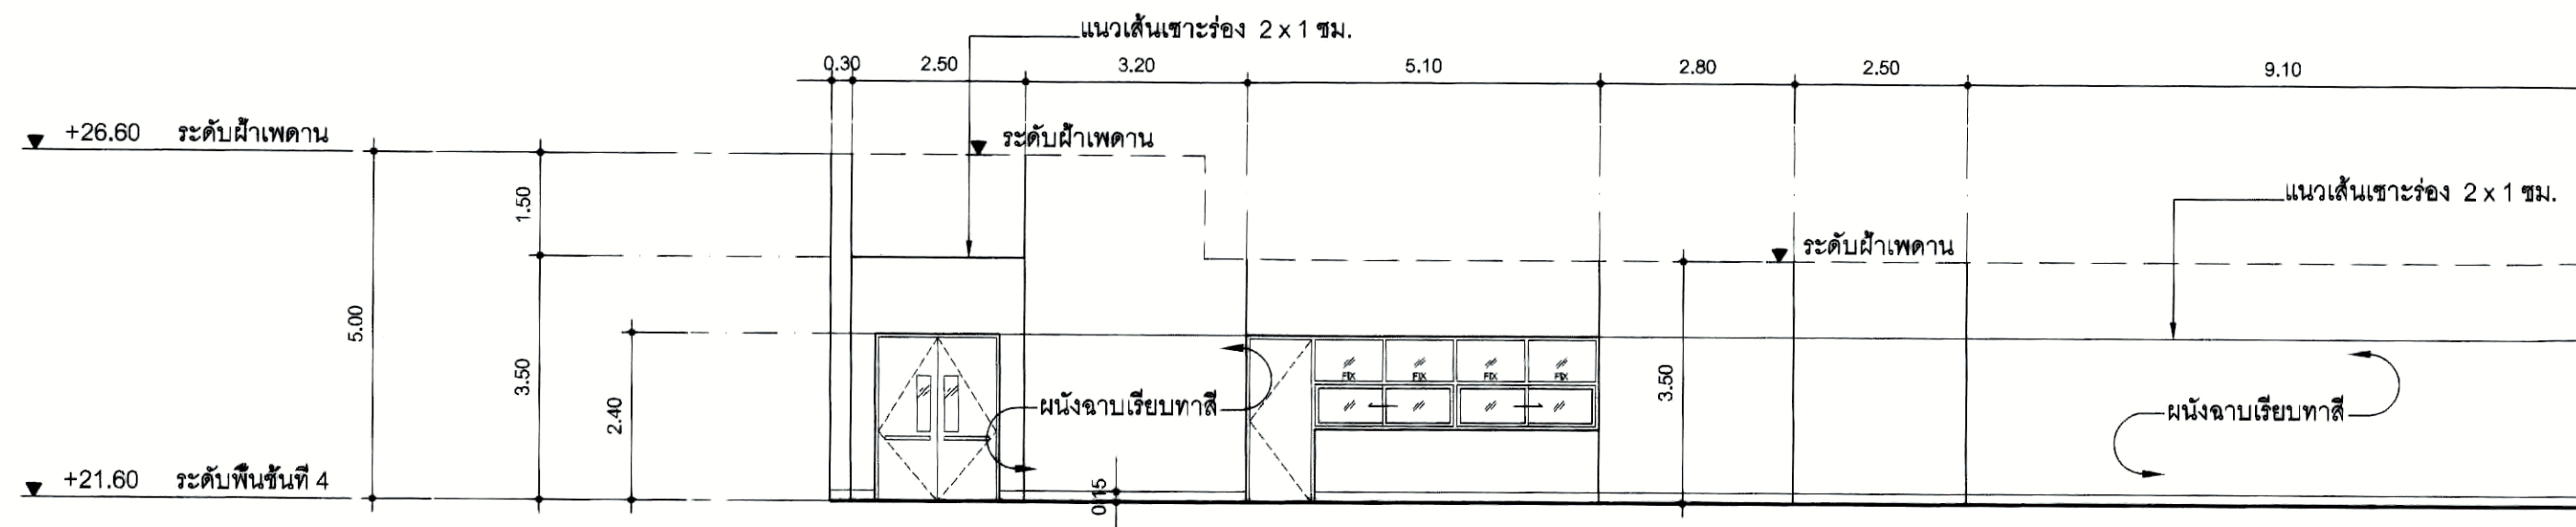 แนวเส้นเซาะร่อง 2 x 1 ซม.
0.30 2.50 3.20 5.10 2.80 2.50 9.10
+26.60 ระดับฝ้าเพดาน
ระดับฝ้าเพดาน
1.50
แนวเส้นเซาะร่อง 2 x 1 ซม.
ระดับฝ้าเพดาน
5.00
3.50
2.40
3.50
FIX FIX FIX FIX
ผนังฉาบเรียบทาสี
ผนังฉาบเรียบทาสี
+21.60 ระดับพื้นชั้นที่ 4
0.15